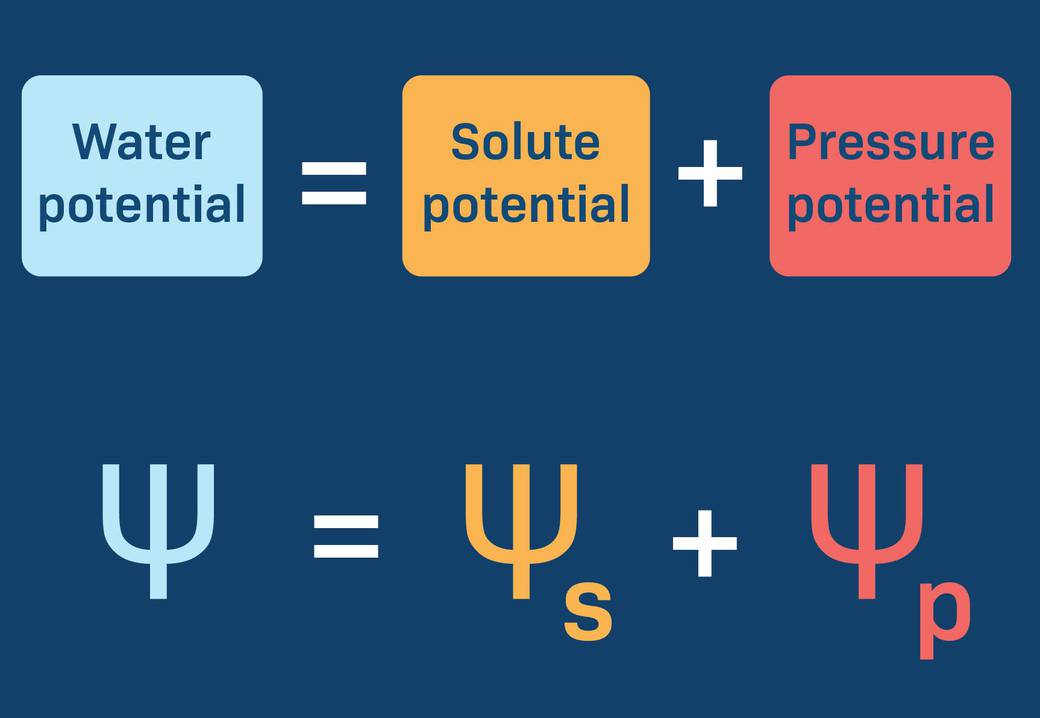 Water potential = Solute potential + Pressure potential
Ψ = Ψs + Ψp